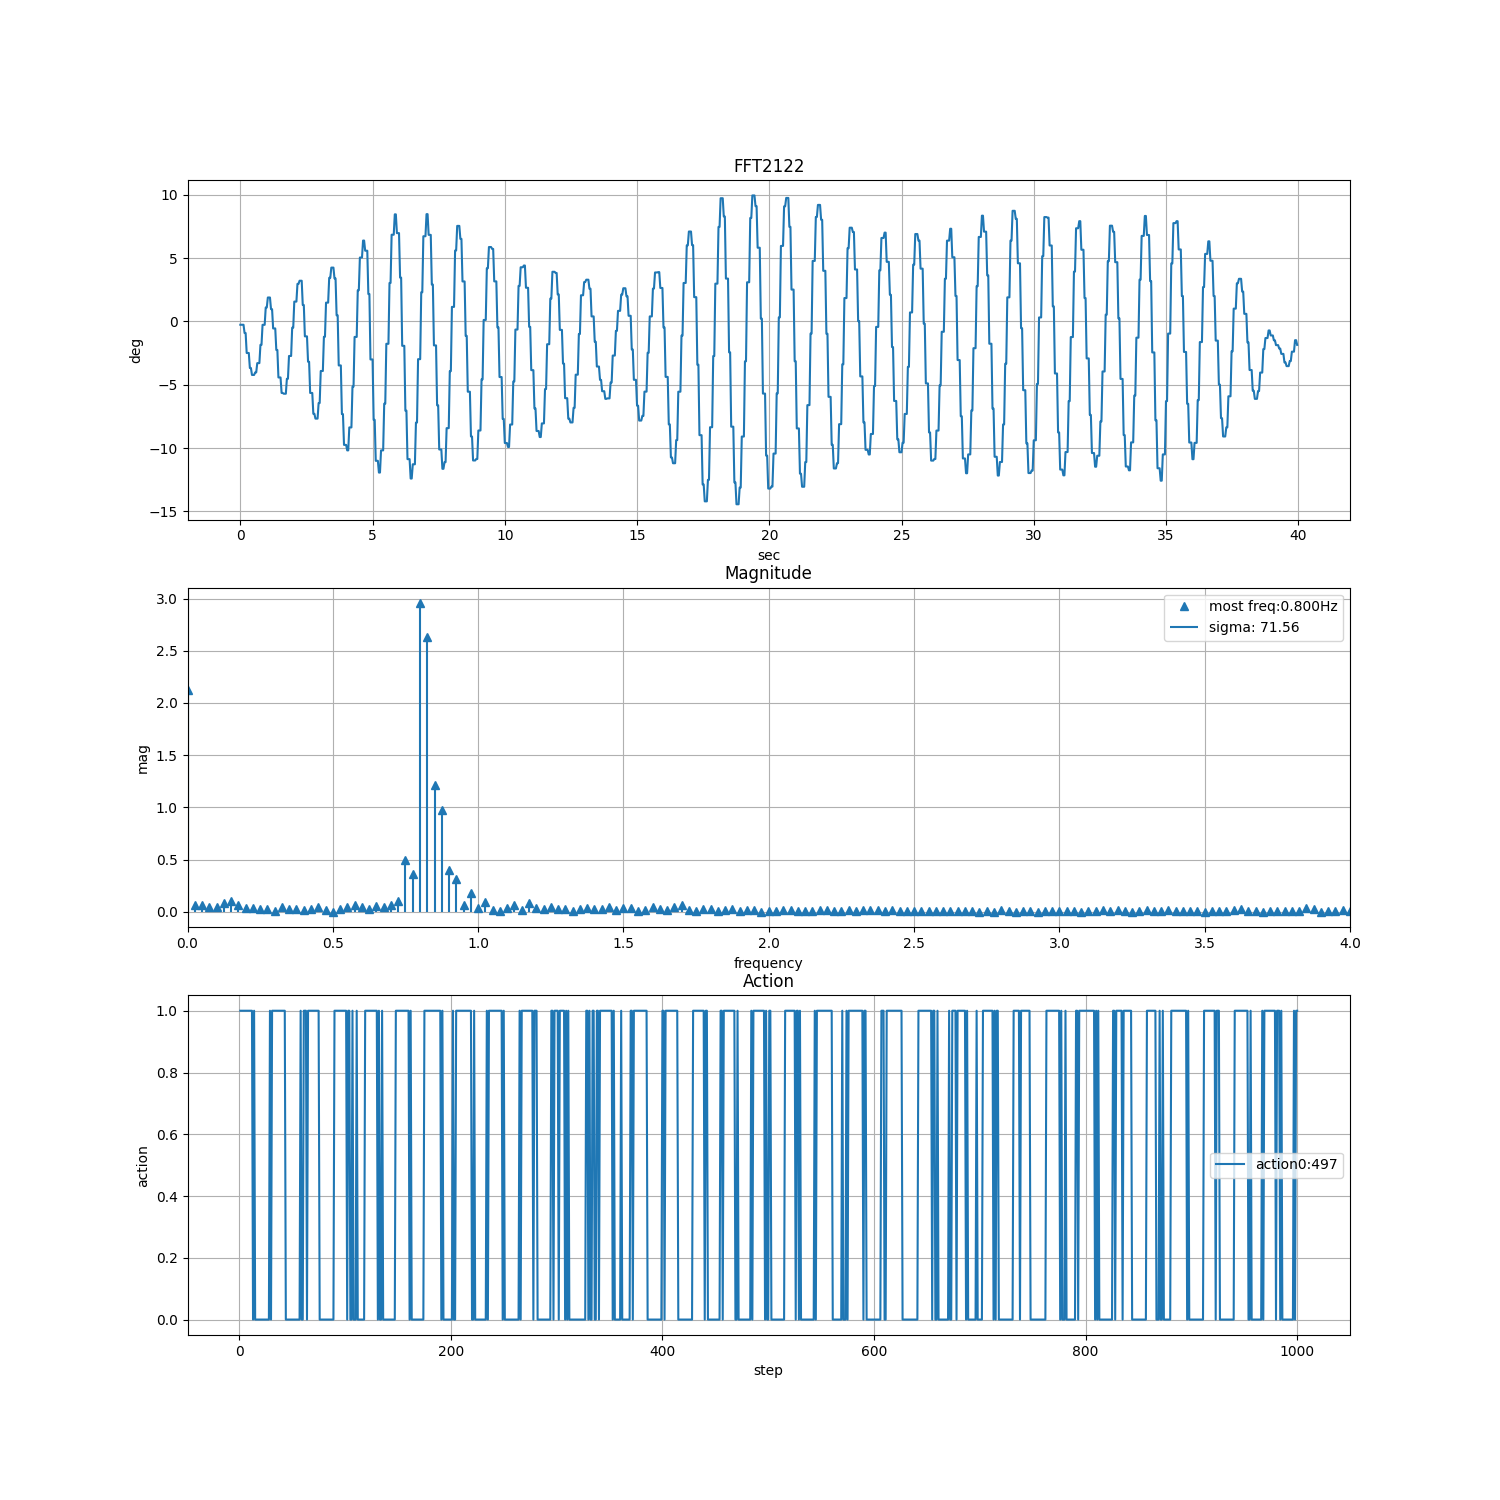 FFT2122
10
5
0
−5
−10
−15
deg
0 5 10 15 20 25 30 35 40
sec
Magnitude
3.0
2.5
2.0
1.5
1.0
0.5
0.0
mag
most freq:0.800Hz
sigma: 71.56
0.0 0.5 1.0 1.5 2.0 2.5 3.0 3.5 4.0
frequency
Action
1.0
0.8
0.6
0.4
0.2
0.0
action
action0:497
0 200 400 600 800 1000
step